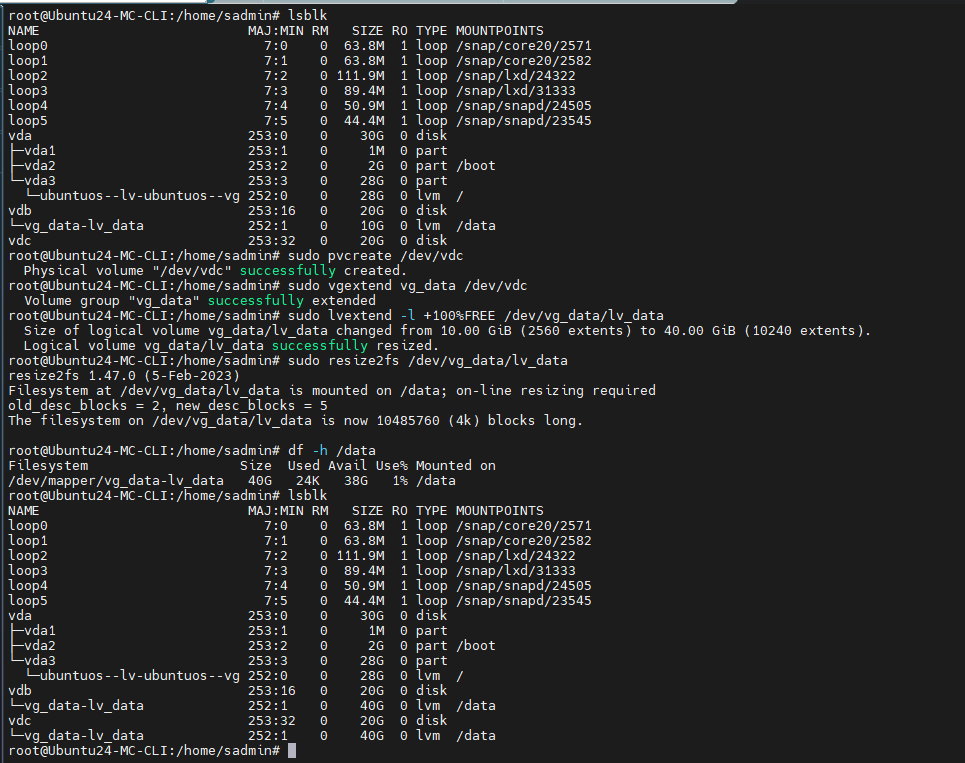 root@Ubuntu24-MC-CLI:/home/sadmin# lsblk
NAME                          MAJ:MIN RM   SIZE RO TYPE MOUNTPOINTS
loop0                           7:0    0  63.8M  1 loop /snap/core20/2571
loop1                           7:1    0  63.8M  1 loop /snap/core20/2582
loop2                           7:2    0 111.9M  1 loop /snap/lxd/24322
loop3                           7:3    0  89.4M  1 loop /snap/lxd/31333
loop4                           7:4    0  50.9M  1 loop /snap/snapd/24505
loop5                           7:5    0  44.4M  1 loop /snap/snapd/23545
vda                           253:0    0    30G  0 disk
├─vda1                        253:1    0     1M  0 part
├─vda2                        253:2    0     2G  0 part /boot
└─vda3                        253:3    0    28G  0 part
  └─ubuntuos--lv-ubuntuos--vg 252:0    0    28G  0 lvm  /
vdb                           253:16   0    20G  0 disk
└─vg_data-lv_data             252:1    0    10G  0 lvm  /data
vdc                           253:32   0    20G  0 disk
root@Ubuntu24-MC-CLI:/home/sadmin# sudo pvcreate /dev/vdc
  Physical volume "/dev/vdc" successfully created.
root@Ubuntu24-MC-CLI:/home/sadmin# sudo vgextend vg_data /dev/vdc
  Volume group "vg_data" successfully extended
root@Ubuntu24-MC-CLI:/home/sadmin# sudo lvextend -l +100%FREE /dev/vg_data/lv_data
  Size of logical volume vg_data/lv_data changed from 10.00 GiB (2560 extents) to 40.00 GiB (10240 extents).
  Logical volume vg_data/lv_data successfully resized.
root@Ubuntu24-MC-CLI:/home/sadmin# sudo resize2fs /dev/vg_data/lv_data
resize2fs 1.47.0 (5-Feb-2023)
Filesystem at /dev/vg_data/lv_data is mounted on /data; on-line resizing required
old_desc_blocks = 2, new_desc_blocks = 5
The filesystem on /dev/vg_data/lv_data is now 10485760 (4k) blocks long.

root@Ubuntu24-MC-CLI:/home/sadmin# df -h /data
Filesystem                   Size  Used Avail Use% Mounted on
/dev/mapper/vg_data-lv_data   40G   24K   38G   1% /data
root@Ubuntu24-MC-CLI:/home/sadmin# lsblk
NAME                          MAJ:MIN RM   SIZE RO TYPE MOUNTPOINTS
loop0                           7:0    0  63.8M  1 loop /snap/core20/2571
loop1                           7:1    0  63.8M  1 loop /snap/core20/2582
loop2                           7:2    0 111.9M  1 loop /snap/lxd/24322
loop3                           7:3    0  89.4M  1 loop /snap/lxd/31333
loop4                           7:4    0  50.9M  1 loop /snap/snapd/24505
loop5                           7:5    0  44.4M  1 loop /snap/snapd/23545
vda                           253:0    0    30G  0 disk
├─vda1                        253:1    0     1M  0 part
├─vda2                        253:2    0     2G  0 part /boot
└─vda3                        253:3    0    28G  0 part
  └─ubuntuos--lv-ubuntuos--vg 252:0    0    28G  0 lvm  /
vdb                           253:16   0    20G  0 disk
└─vg_data-lv_data             252:1    0    40G  0 lvm  /data
vdc                           253:32   0    20G  0 disk
└─vg_data-lv_data             252:1    0    40G  0 lvm  /data
root@Ubuntu24-MC-CLI:/home/sadmin#